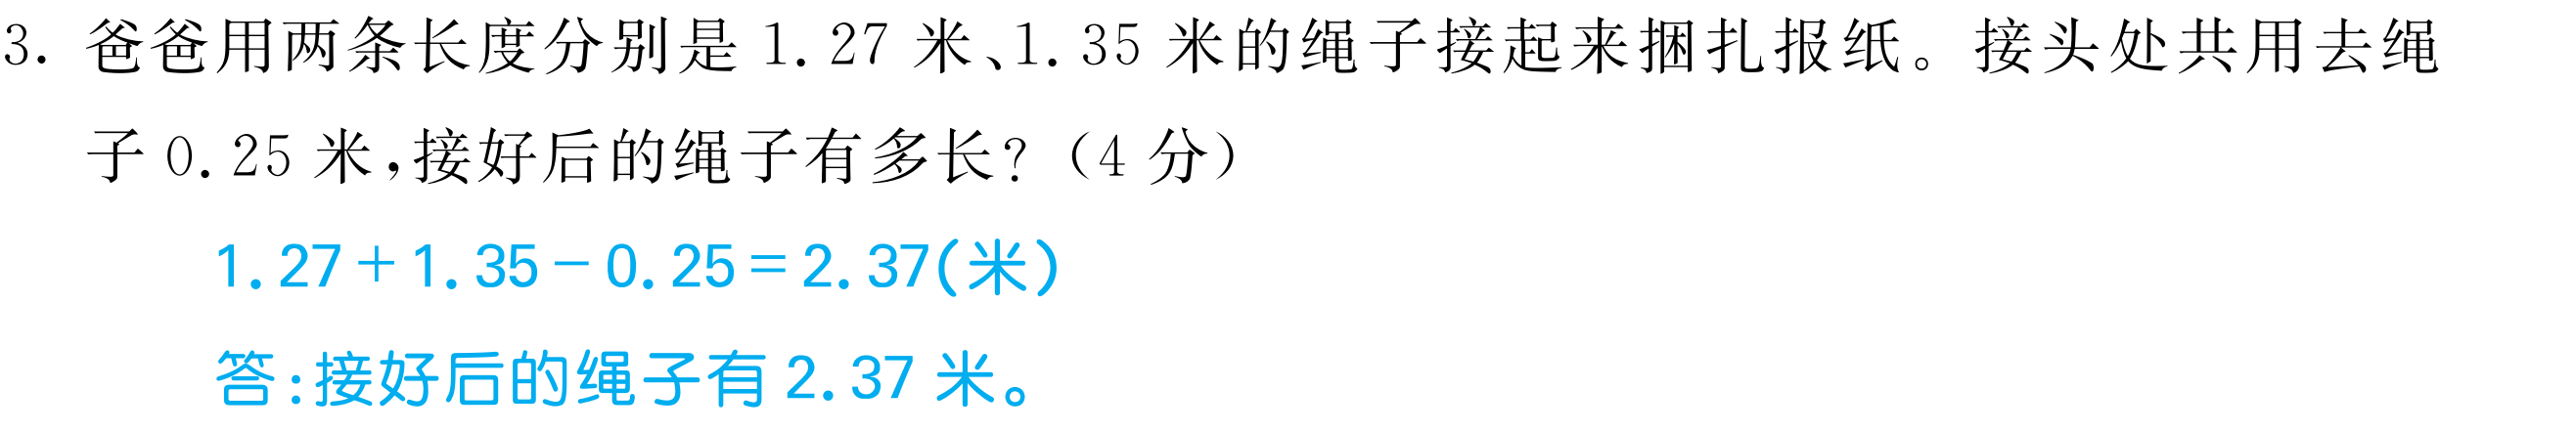 3. 爸爸用两条长度分别是 1.27 米、1.35 米的绳子接起来捆扎报纸。接头处共用去绳
子 0.25 米,接好后的绳子有多长?(4 分)
1.27+1.35-0.25=2.37(米)
答:接好后的绳子有 2.37 米。